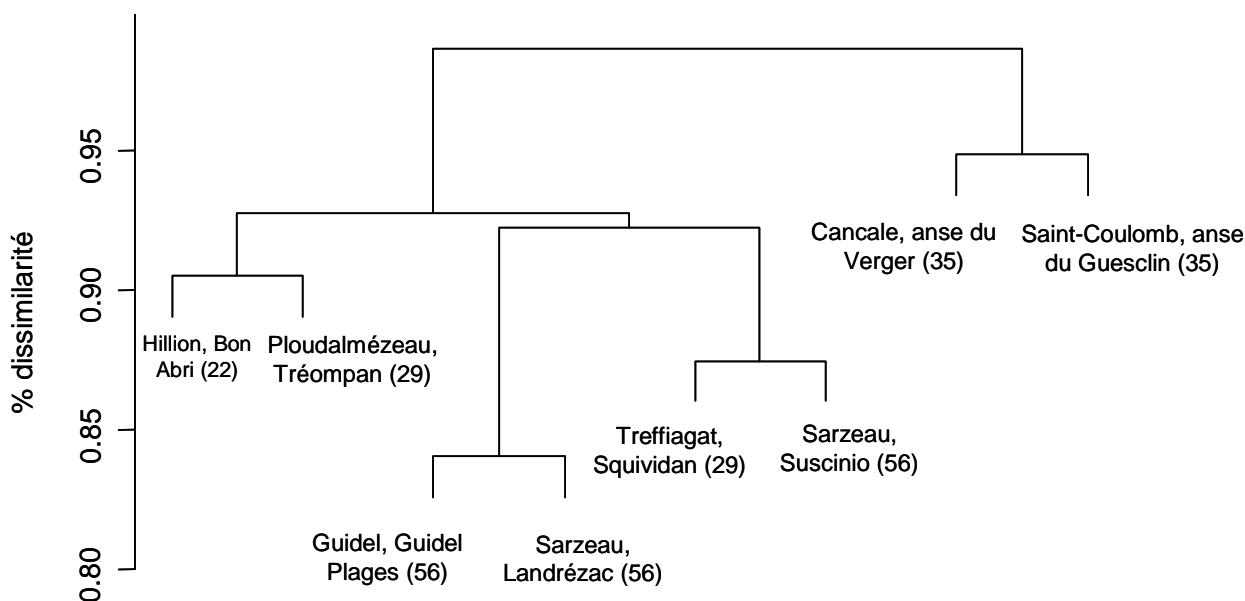 % dissimilarité
0.95
0.90
0.85
0.80
Cancale, anse du
Verger (35)
Saint-Coulomb, anse
du Guesclin (35)
Hillion, Bon
Abri (22)
Ploudalmézeau,
Tréompan (29)
Treffiagat,
Squividan (29)
Sarzeau,
Suscinio (56)
Guidel, Guidel
Plages (56)
Sarzeau,
Landrézac (56)